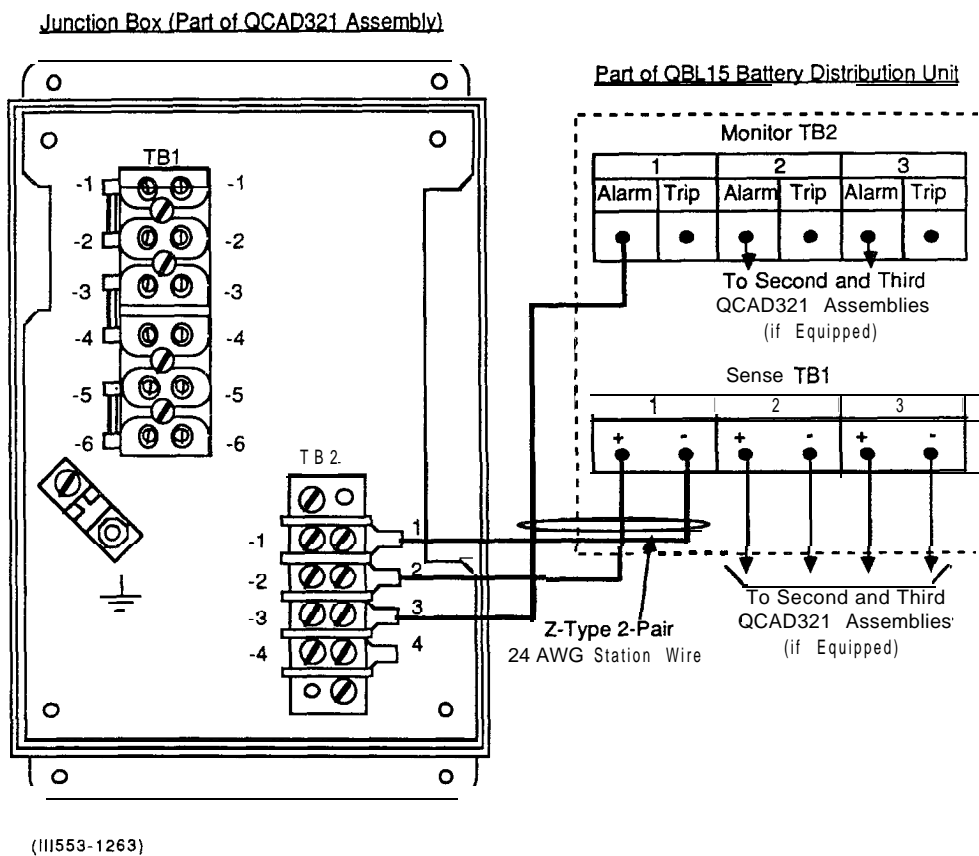 Junction Box (Part of QCAD321 Assembly)
Part of QBL15 Battery Distribution Unit
Monitor TB2
1 2 3
Alarm Trip Alarm Trip Alarm Trip
To Second and Third
QCAD321 Assemblies
(if Equipped)
Sense TB1
1 2 3
+ - + - + -
To Second and Third
QCAD321 Assemblies
(if Equipped)
TB1
-1 -1
-2 -2
-3 -3
-4 -4
-5 -5
-6 -6
TB2
-1 1
-2 2
-3 3
-4 4
Z-Type 2-Pair
24 AWG Station Wire
(III553-1263)